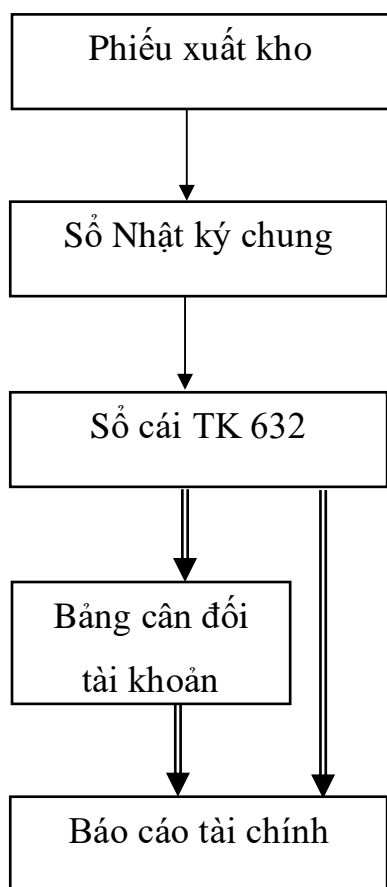 Phiếu xuất kho
Sổ Nhật ký chung
Sổ cái TK 632
Bảng cân đối
tài khoản
Báo cáo tài chính